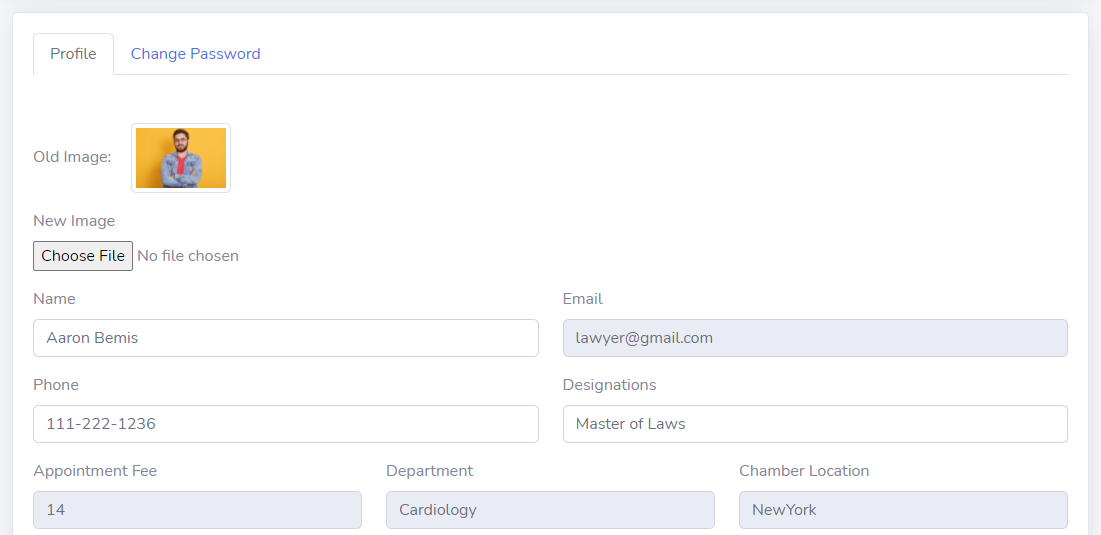 Profile Change Password
Old Image:
New Image
Choose File No file chosen
Name Email
Aaron Bemis lawyer@gmail.com
Phone Designations
111-222-1236 Master of Laws
Appointment Fee Department Chamber Location
14 Cardiology NewYork